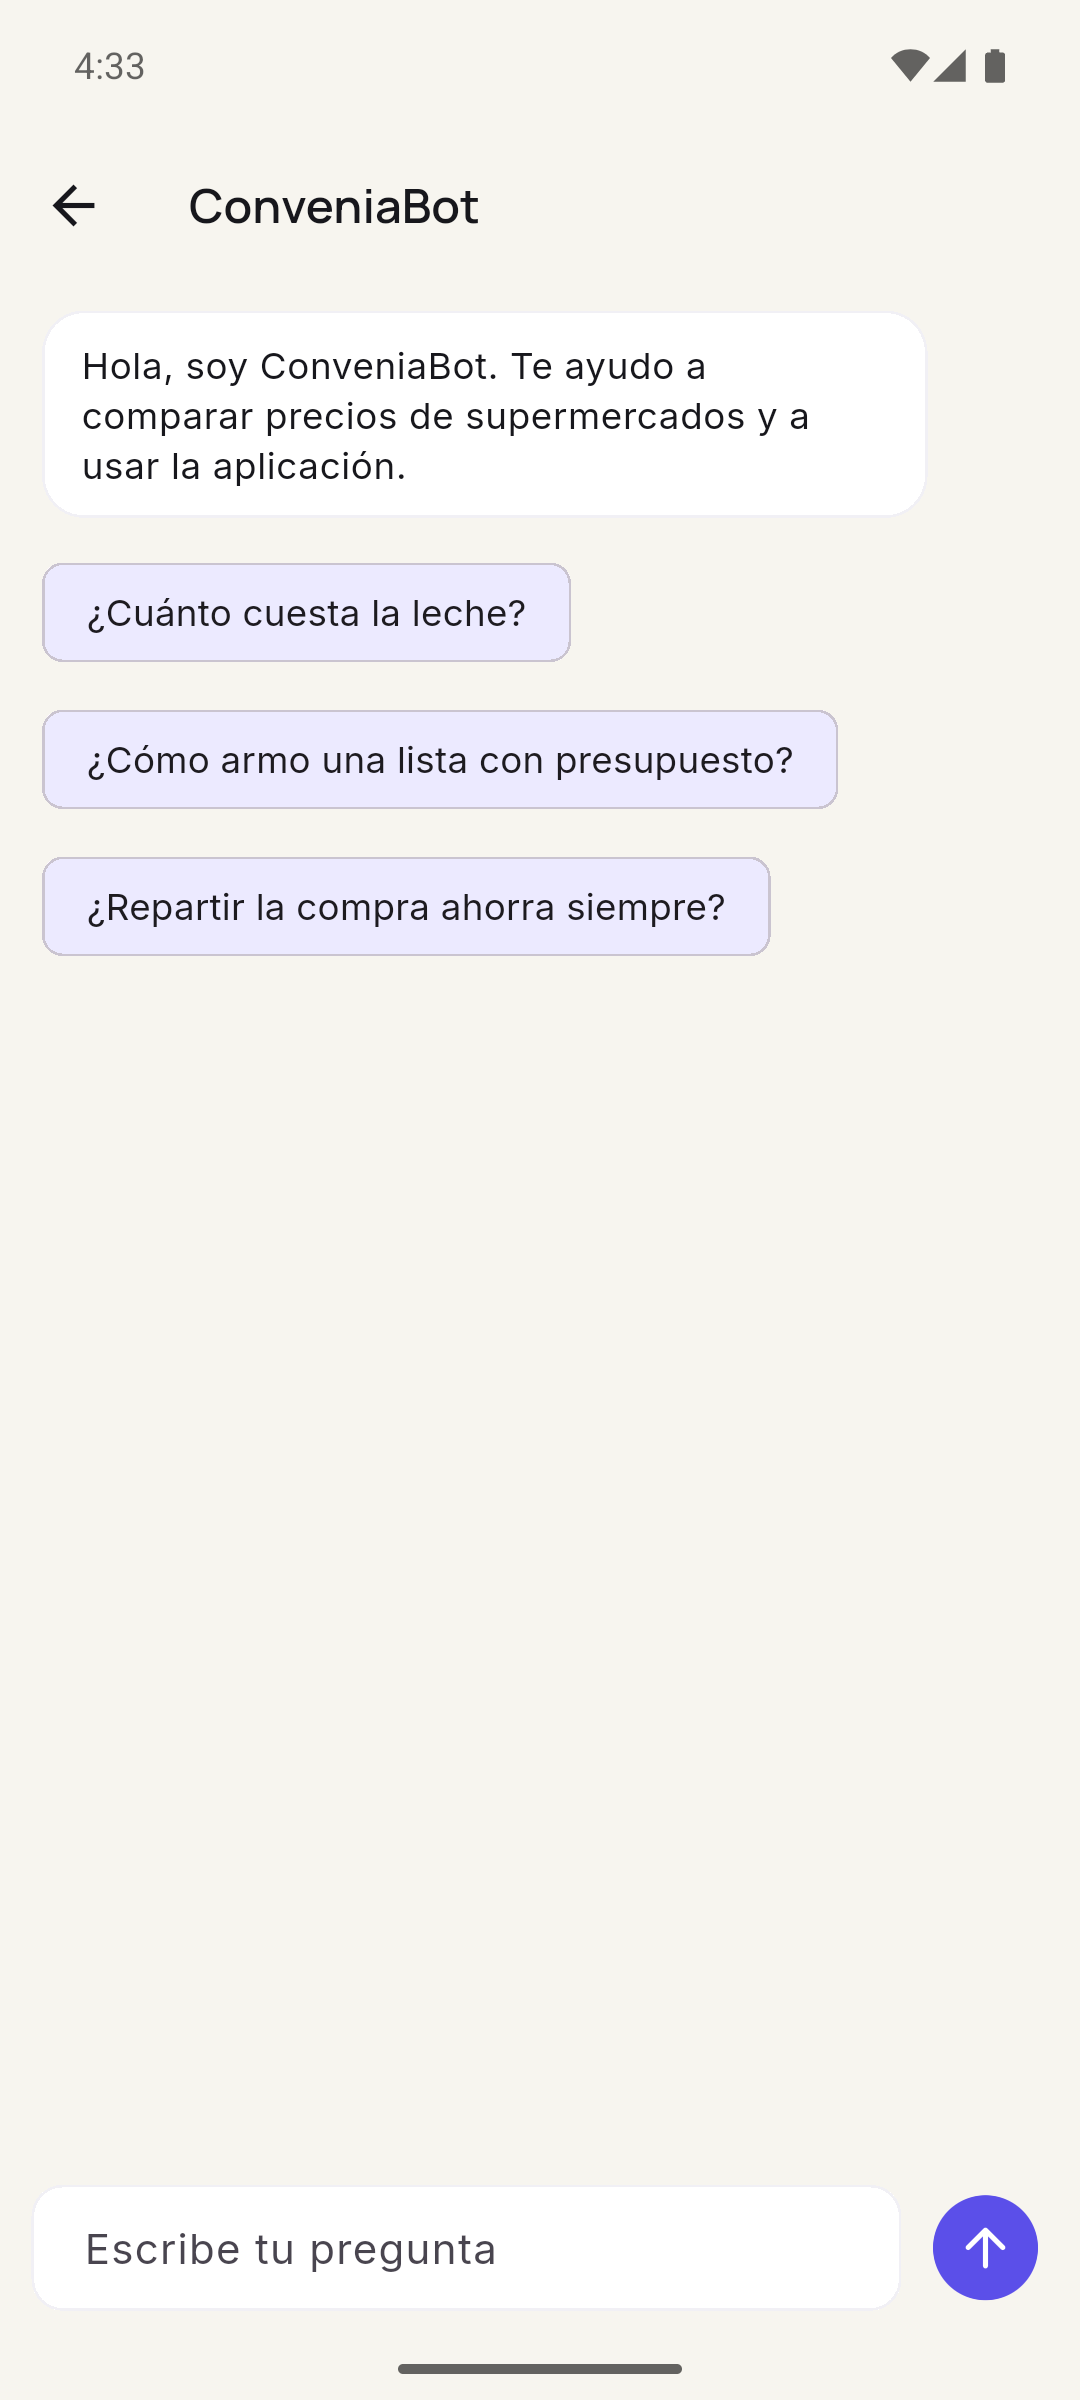 4:33
ConveniaBot
Hola, soy ConveniaBot. Te ayudo a
comparar precios de supermercados y a
usar la aplicación.
¿Cuánto cuesta la leche?
¿Cómo armo una lista con presupuesto?
¿Repartir la compra ahorra siempre?
Escribe tu pregunta